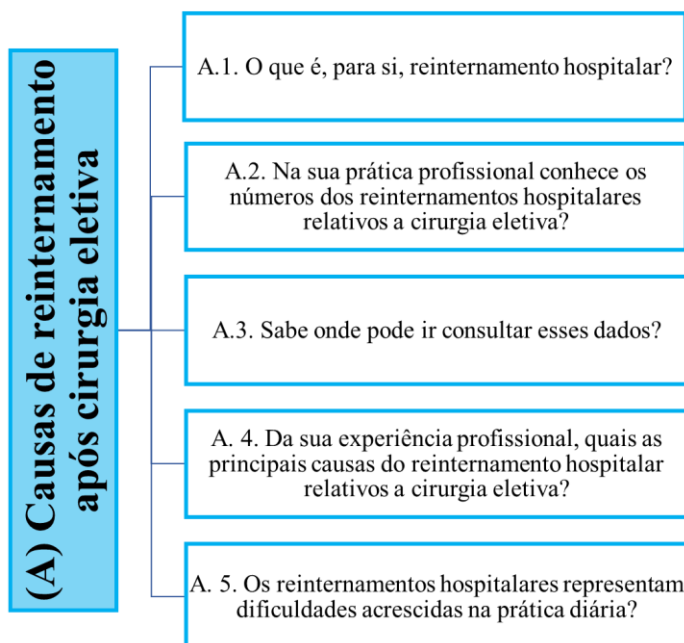 (A) Causas de reinternamento
após cirurgia eletiva
A.1. O que é, para si, reinternamento hospitalar?
A.2. Na sua prática profissional conhece os
números dos reinternamentos hospitalares
relativos a cirurgia eletiva?
A.3. Sabe onde pode ir consultar esses dados?
A. 4. Da sua experiência profissional, quais as
principais causas do reinternamento hospitalar
relativos a cirurgia eletiva?
A. 5. Os reinternamentos hospitalares representam
dificuldades acrescidas na prática diária?